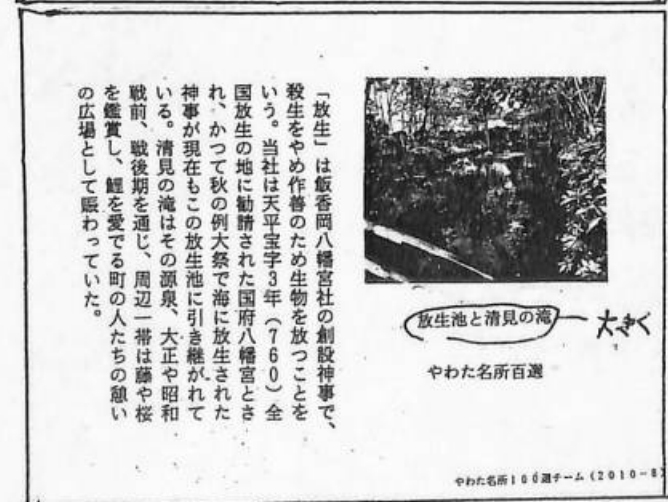 放生池と清見の滝
大きく
やわた名所百選
「放生」は飯香岡八幡宮社の創設神事で、
殺生をやめ作善のため生物を放つことを
いう。当社は天平宝字3年（760）全
国放生の地に勧請された国府八幡宮とさ
れ、かつて秋の例大祭で海に放生された
神事が現在もこの放生池に引き継がれて
いる。清見の滝はその源泉、大正や昭和
戦前、戦後期を通じ、周辺一帯は藤や桜
を鑑賞し、鯉を愛でる町の人たちの憩い
の広場として賑わっていた。
やわた名所100選チーム（2010-8